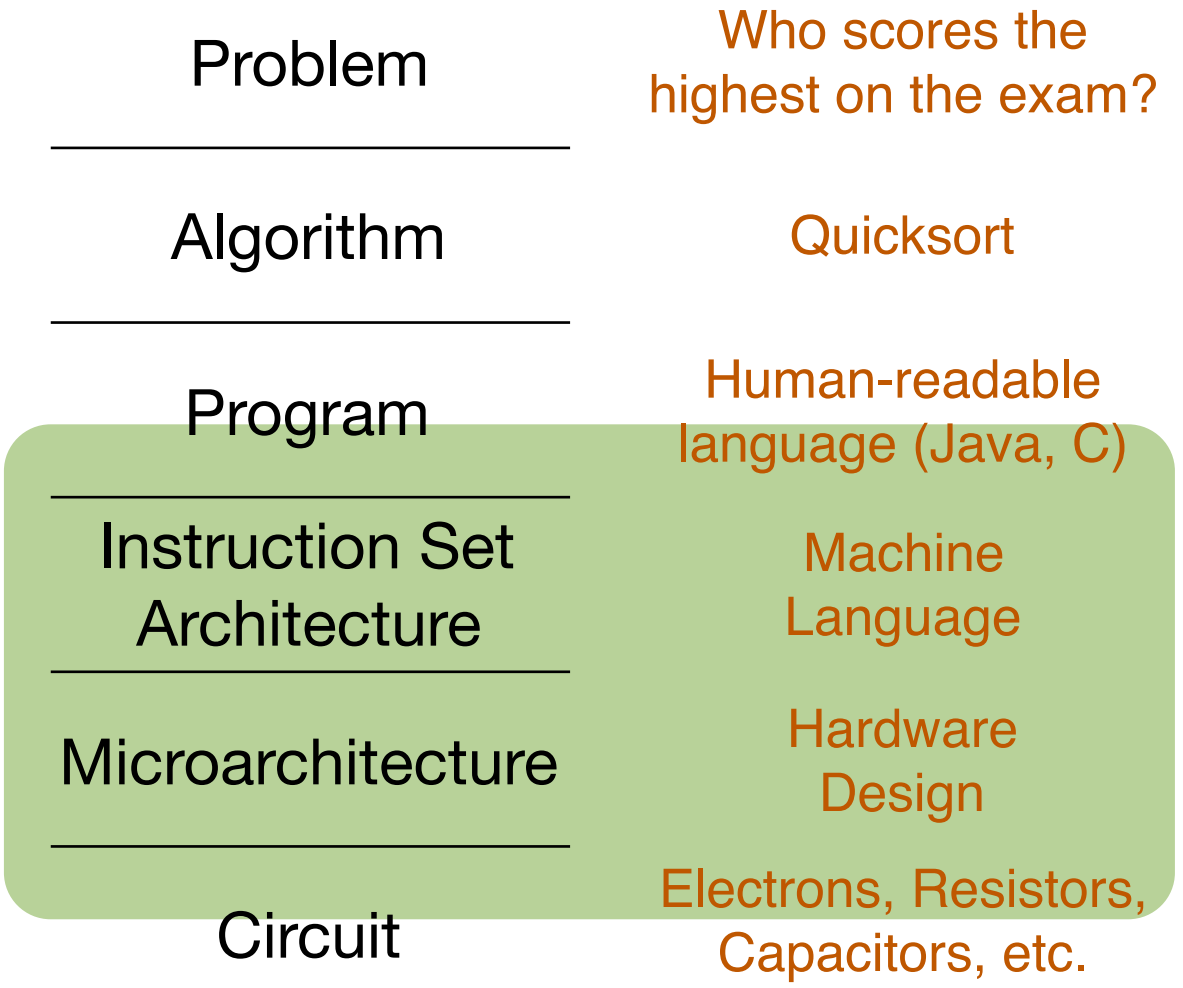 Problem
Who scores the
highest on the exam?
Algorithm
Quicksort
Program
Human-readable
language (Java, C)
Instruction Set
Architecture
Machine
Language
Microarchitecture
Hardware
Design
Circuit
Electrons, Resistors,
Capacitors, etc.